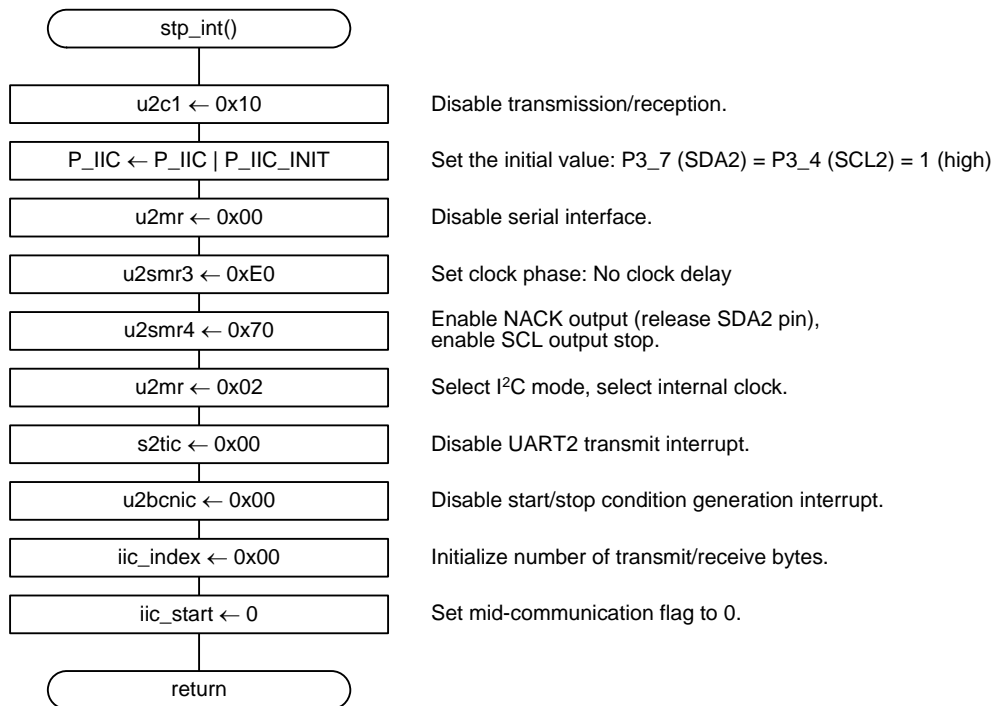 stp_int()
u2c1 ← 0x10
Disable transmission/reception.
P_IIC ← P_IIC | P_IIC_INIT
Set the initial value: P3_7 (SDA2) = P3_4 (SCL2) = 1 (high)
u2mr ← 0x00
Disable serial interface.
u2smr3 ← 0xE0
Set clock phase: No clock delay
u2smr4 ← 0x70
Enable NACK output (release SDA2 pin),
enable SCL output stop.
u2mr ← 0x02
Select I²C mode, select internal clock.
s2tic ← 0x00
Disable UART2 transmit interrupt.
u2bcnic ← 0x00
Disable start/stop condition generation interrupt.
iic_index ← 0x00
Initialize number of transmit/receive bytes.
iic_start ← 0
Set mid-communication flag to 0.
return